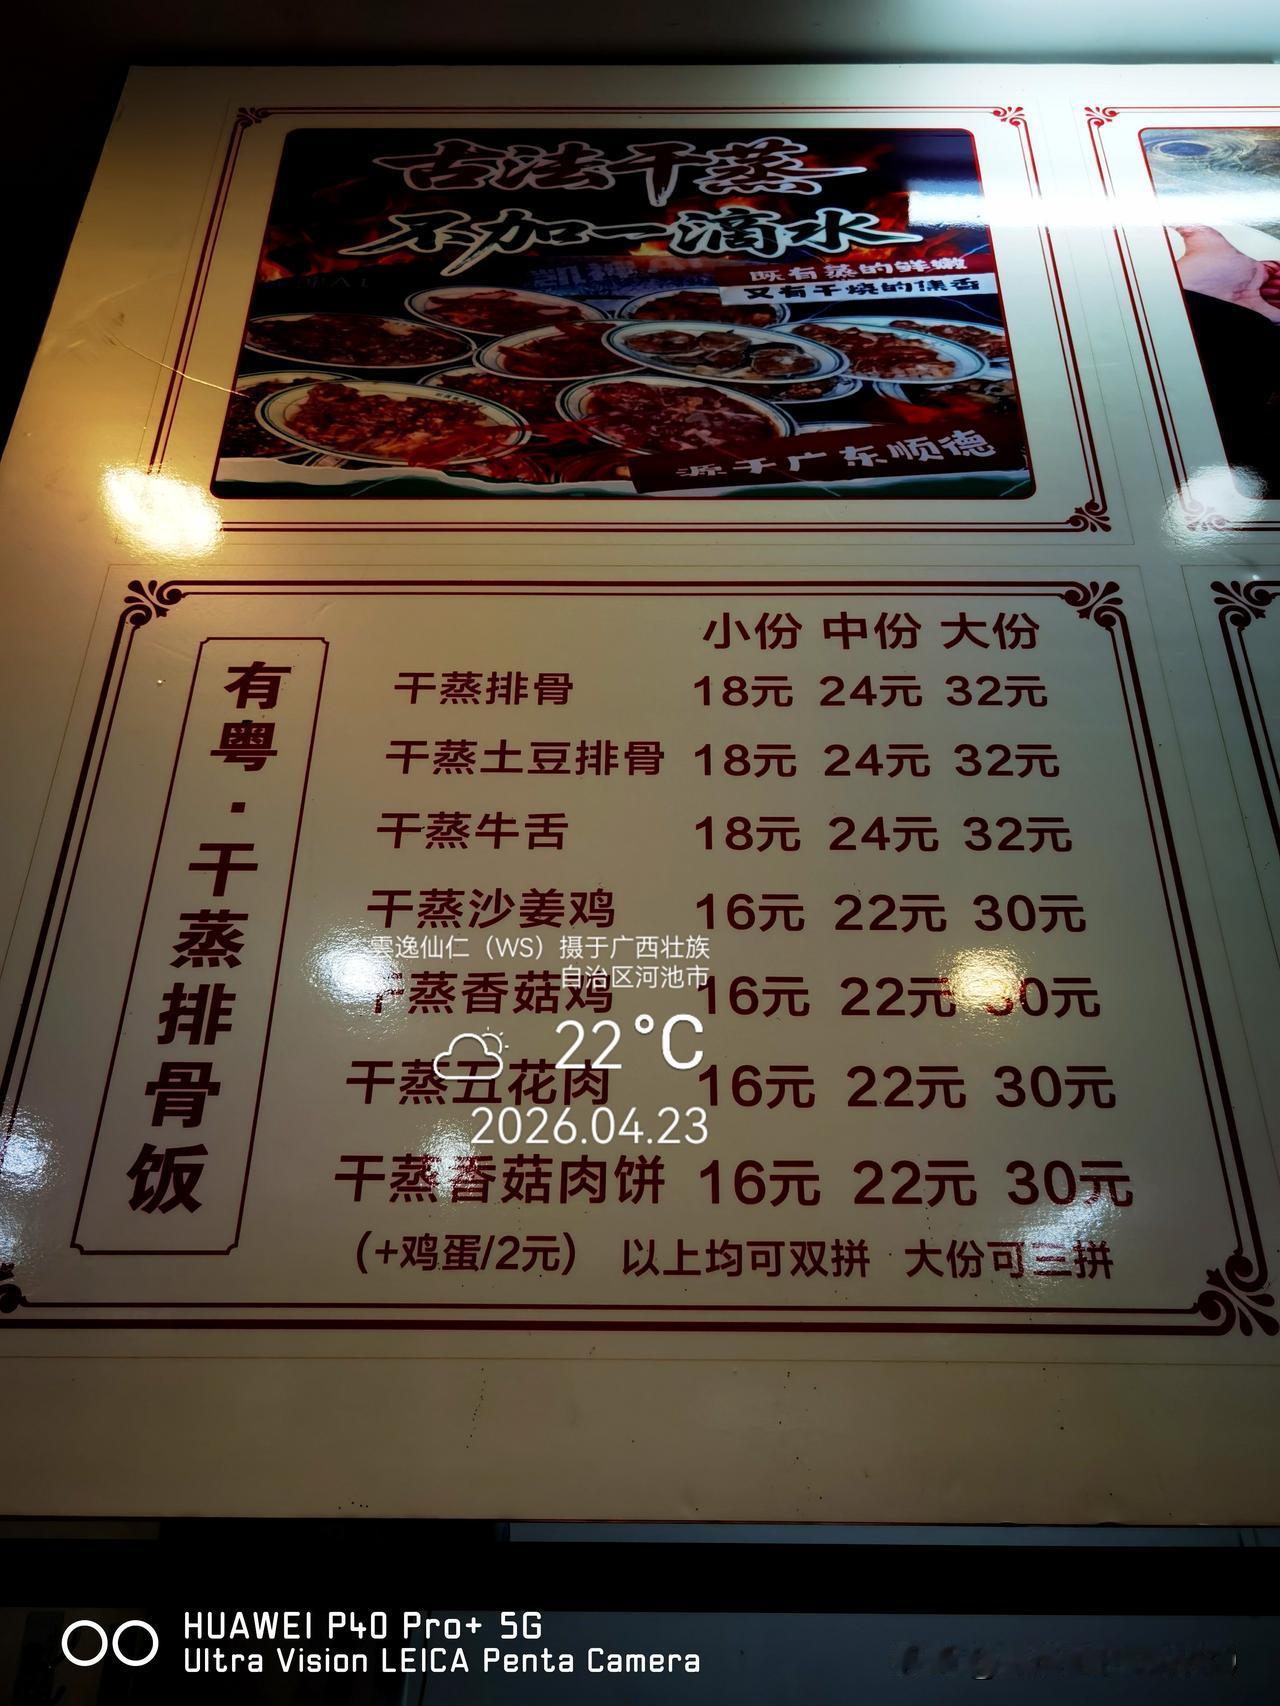 古法干蒸
不加一滴水
既有蒸的鲜嫩
又有干烧的焦香
源于广东顺德
有粤·干蒸排骨饭
小份 中份 大份
干蒸排骨 18元 24元 32元
干蒸土豆排骨 18元 24元 32元
干蒸牛舌 18元 24元 32元
干蒸沙姜鸡 16元 22元 30元
雲逸仙仁（WS）摄于广西壮族
自治区河池市
干蒸香菇鸡 16元 22元 30元
22°C
干蒸五花肉 16元 22元 30元
2026.04.23
干蒸香菇肉饼 16元 22元 30元
（+鸡蛋/2元） 以上均可双拼 大份可三拼
HUAWEI P40 Pro+ 5G
Ultra Vision LEICA Penta Camera